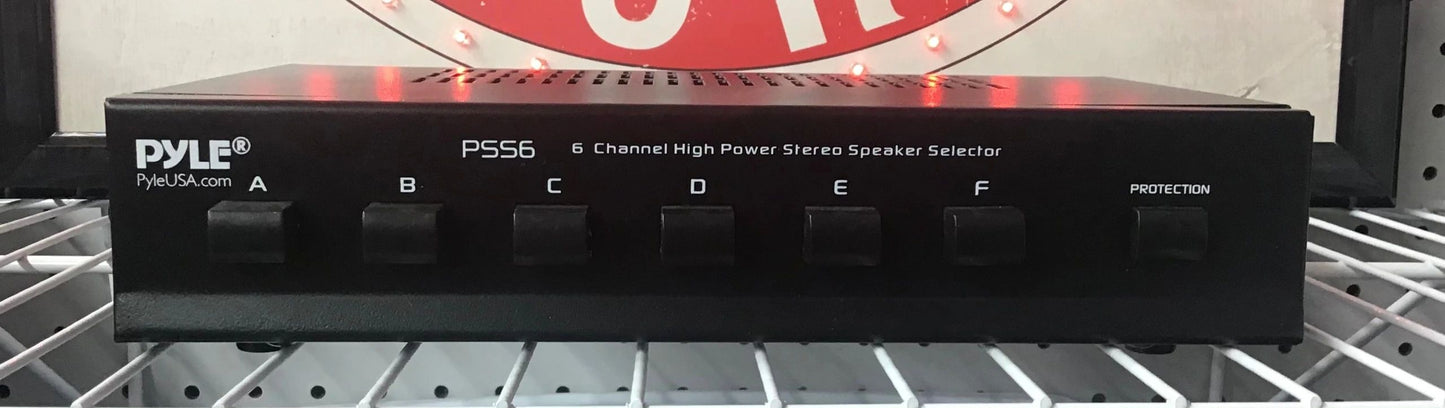 PYLE®
PyleUSA.com
PSS6 6 Channel High Power Stereo Speaker Selector
A B C D E F PROTECTION